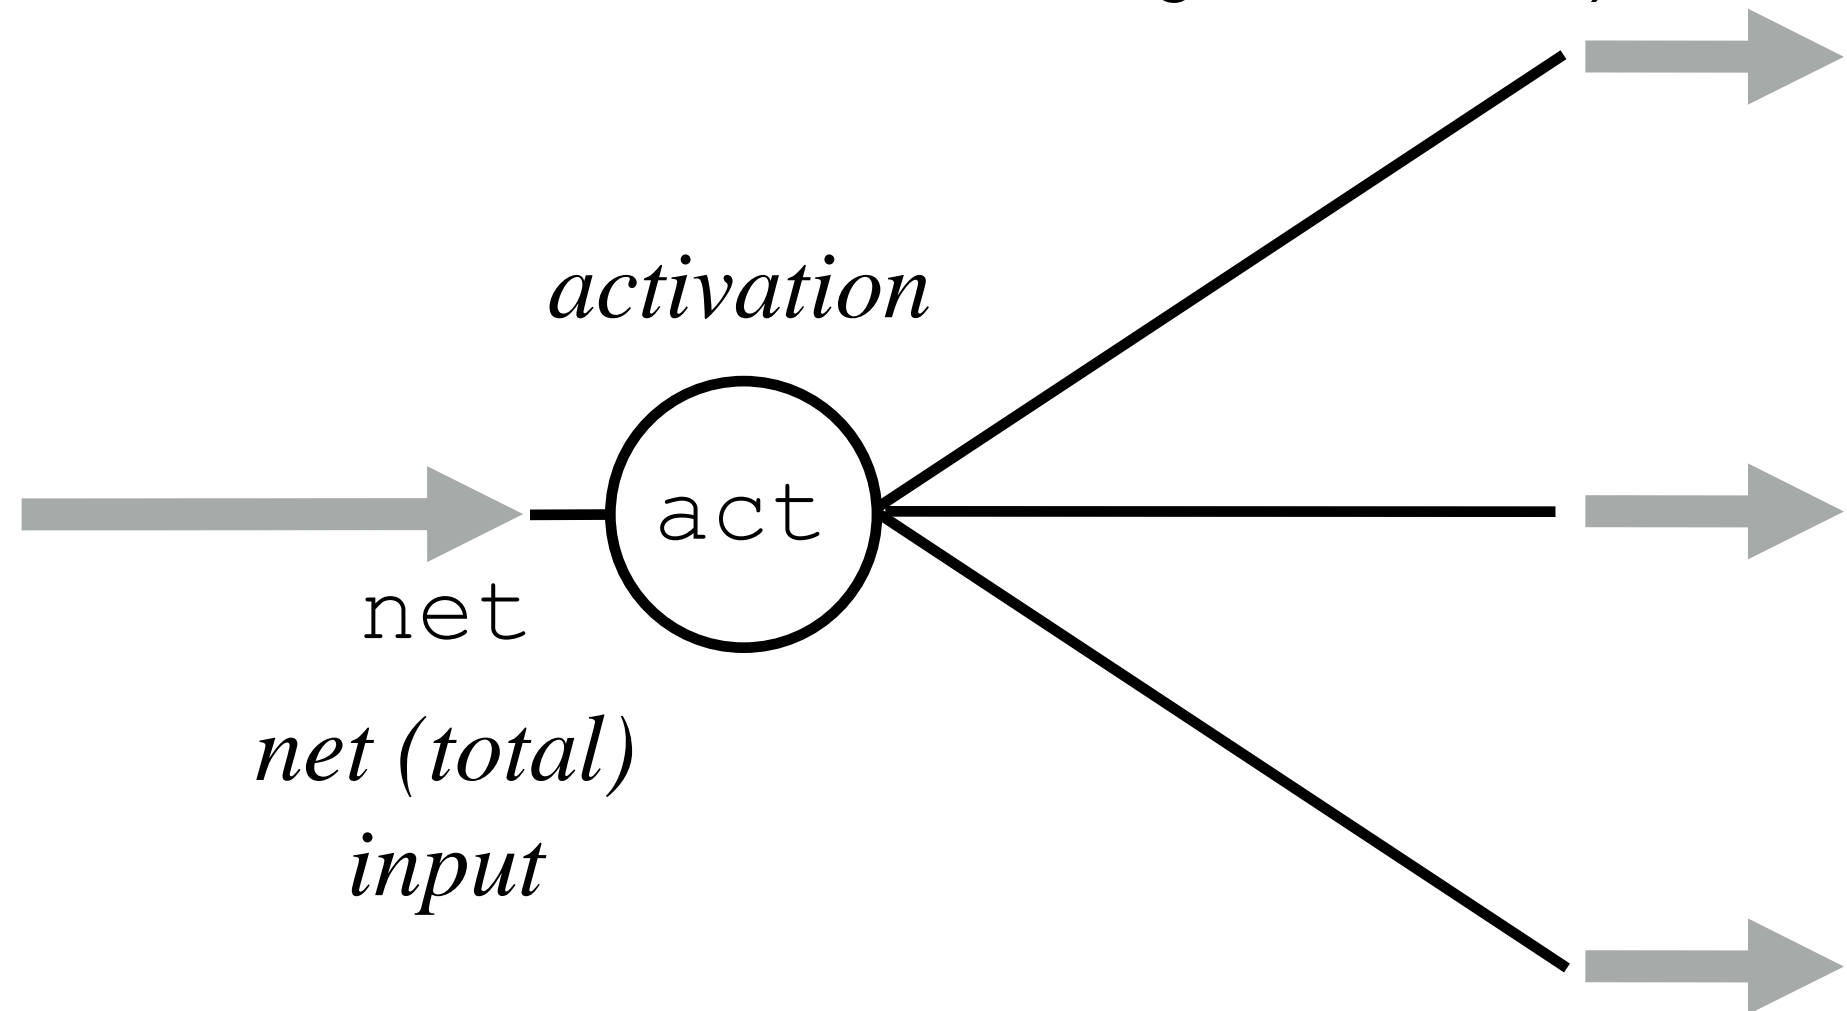 activation
act
net
net (total)
input